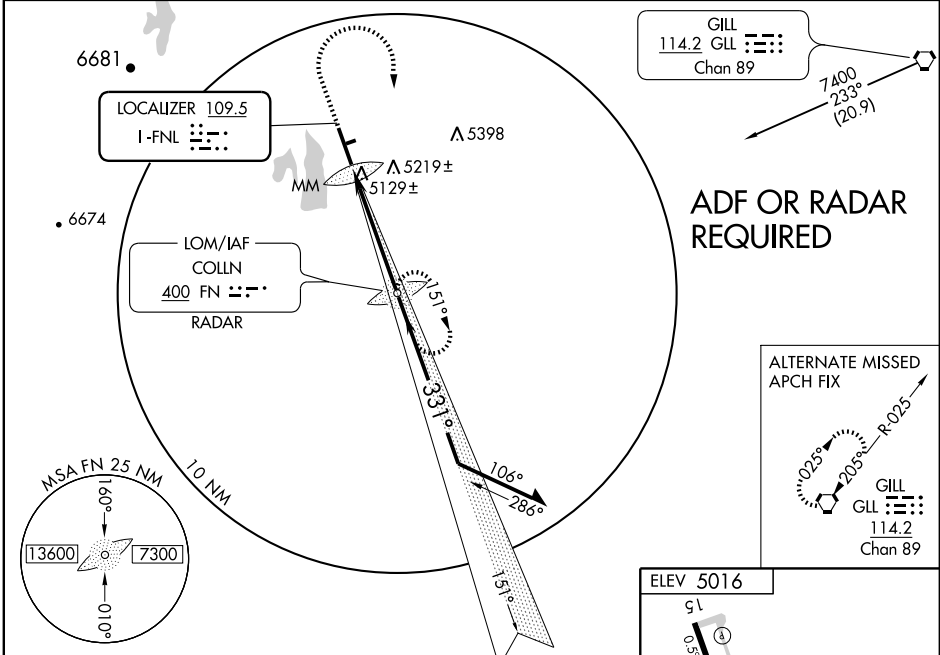 6681
LOCALIZER 109.5
I-FNL
GILL
114.2 GLL
Chan 89
7400
233°
(20.9)
5398
5219±
5129±
MM
6674
ADF OR RADAR
REQUIRED
LOM/IAF
COLLN
400 FN
RADAR
151°
331°
106°
286°
151°
10 NM
MSA FN 25 NM
160°
13600
7300
010°
ALTERNATE MISSED
APCH FIX
R-025
025°
205°
GILL
GLL
114.2
Chan 89
ELEV 5016
15
P